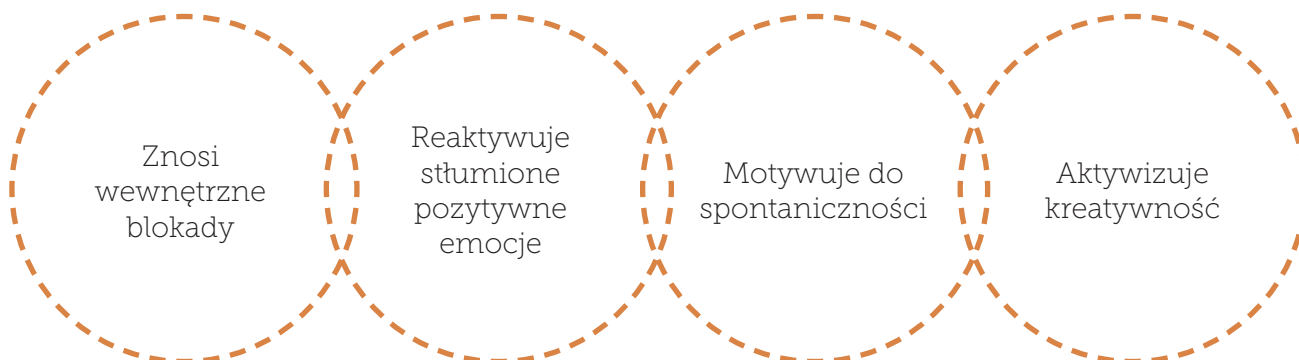 Znosi
wewnętrzne
blokady
Reaktywuje
stłumione
pozytywne
emocje
Motywuje do
spontaniczności
Aktywizuje
kreatywność